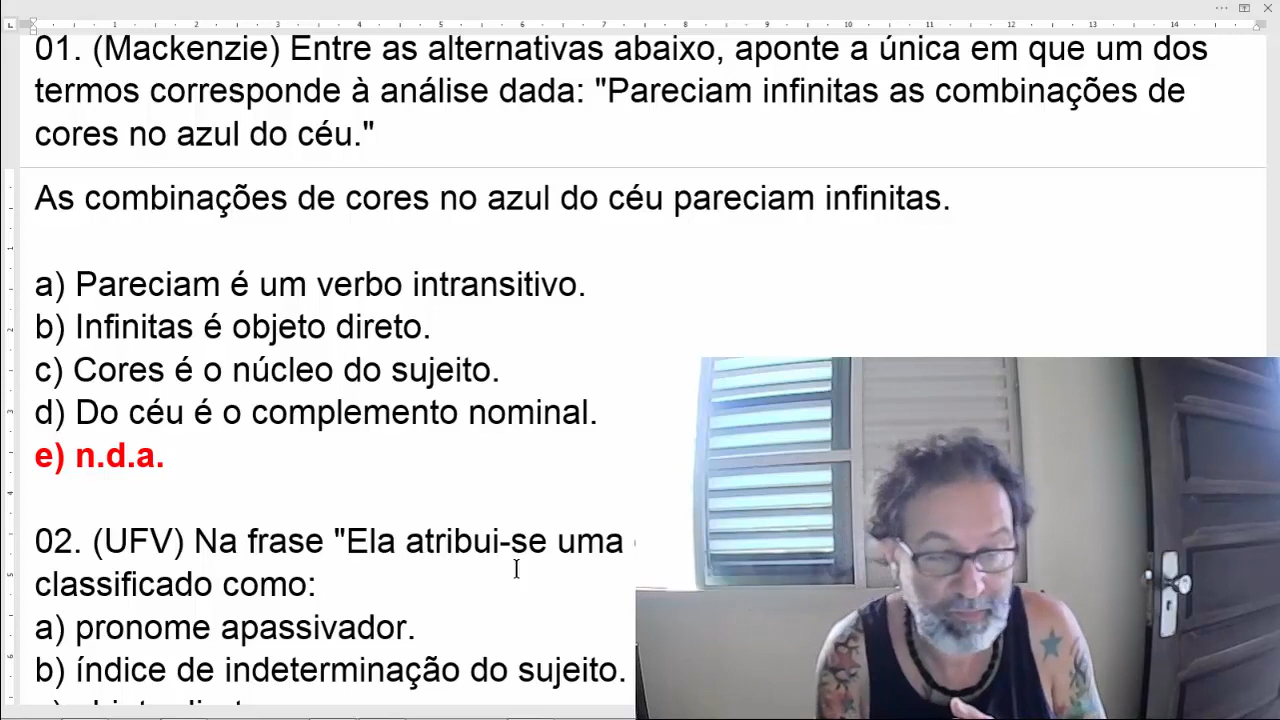 01. (Mackenzie) Entre as alternativas abaixo, aponte a única em que um dos
termos corresponde à análise dada: "Pareciam infinitas as combinações de
cores no azul do céu."
As combinações de cores no azul do céu pareciam infinitas.
a) Pareciam é um verbo intransitivo.
b) Infinitas é objeto direto.
c) Cores é o núcleo do sujeito.
d) Do céu é o complemento nominal.
e) n.d.a.
02. (UFV) Na frase "Ela atribui-se uma
classificado como:
a) pronome apassivador.
b) índice de indeterminação do sujeito.